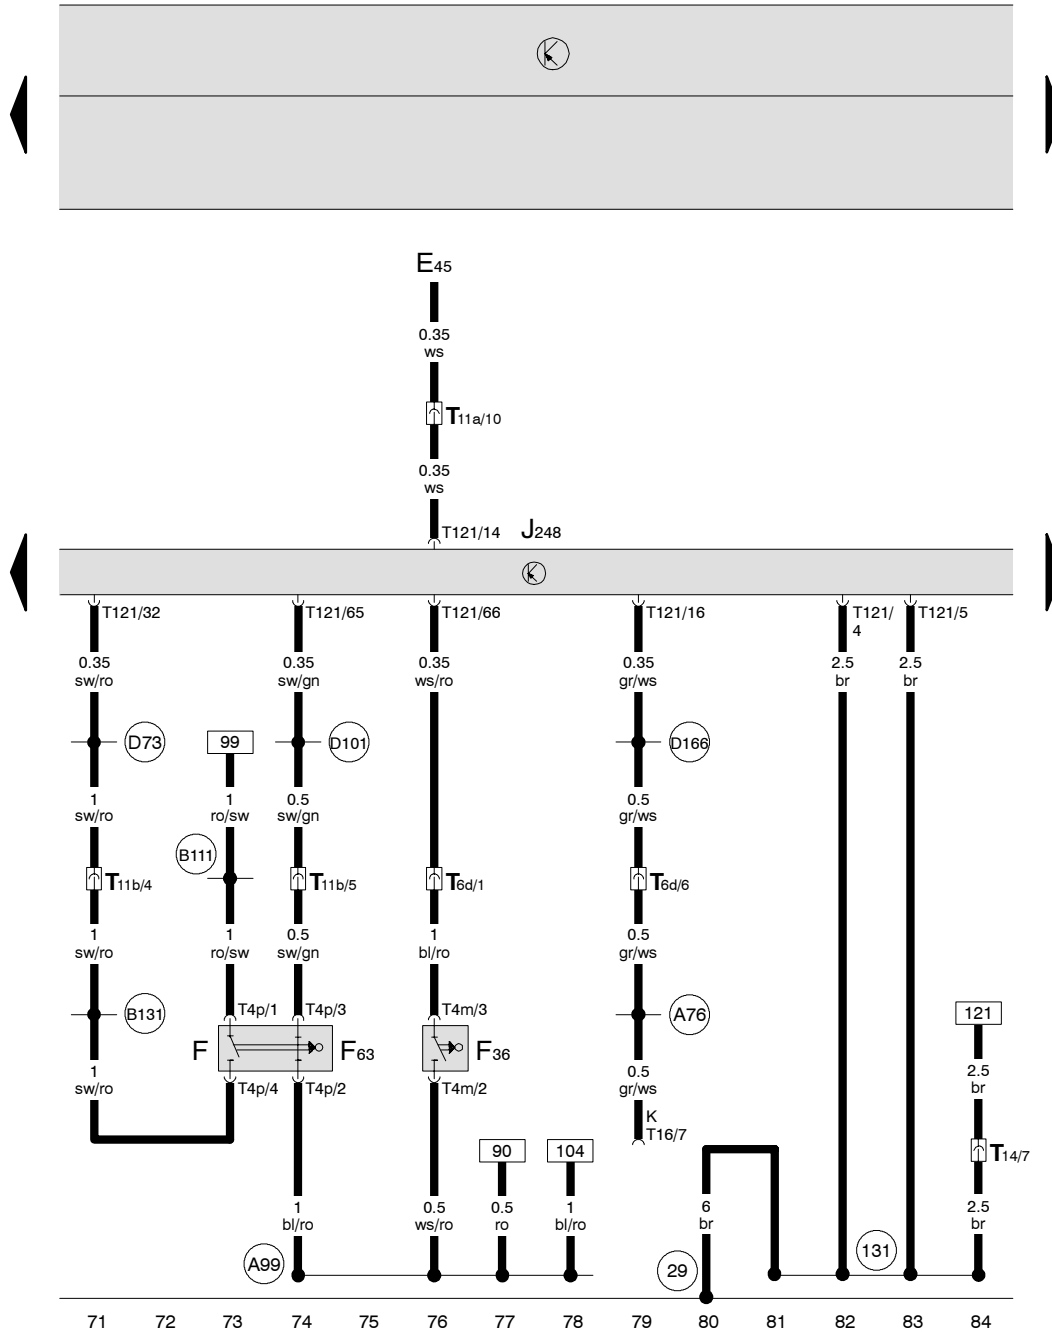 E45
0.35
ws
T11a/10
0.35
ws
T121/14 J248
T121/32 T121/65 T121/66 T121/16 T121/ T121/5
4
0.35 0.35 0.35 0.35 2.5 2.5
sw/ro sw/gn ws/ro gr/ws br br
D73 99 D101 D166
1 1 0.5 0.5
sw/ro ro/sw sw/gn gr/ws
B111
T11b/4 T11b/5 T6d/1 T6d/6
1 1 0.5 1 0.5
sw/ro ro/sw sw/gn bl/ro gr/ws
B131 T4p/1 T4p/3 T4m/3 A76 121
F F63 F36
1 0.5 2.5
sw/ro gr/ws br
T4p/4 T4p/2 T4m/2
K
T16/7
90 104 T14/7
1 0.5 0.5 1 6 2.5
bl/ro ws/ro ro bl/ro br br
A99 29 131
71 72 73 74 75 76 77 78 79 80 81 82 83 84